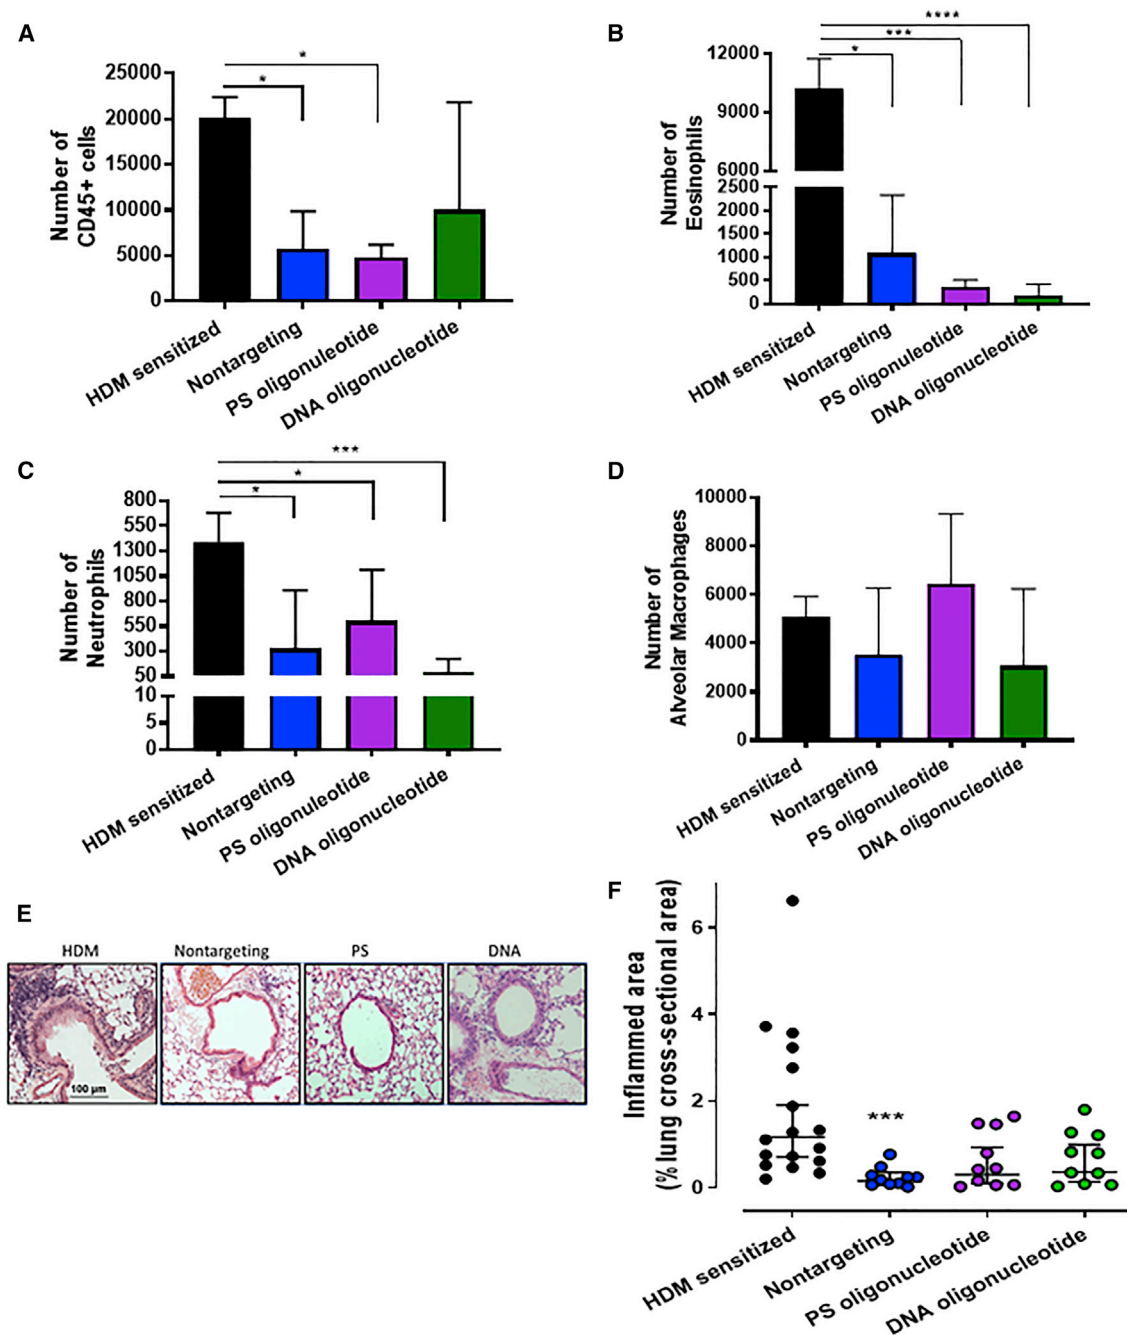 A
Number of
CD45+ cells
25000
20000
15000
10000
5000
0
*
*
HDM sensitized
Nontargeting
PS oligonuleotide
DNA oligonucleotide
B
Number of
Eosinophils
12000
9000
6000
2500
2000
1500
1000
500
0
****
***
*
HDM sensitized
Nontargeting
PS oligonuleotide
DNA oligonucleotide
C
Number of
Neutrophils
800
550
1300
1050
800
550
300
50
10
5
0
***
*
*
HDM sensitized
Nontargeting
PS oligonuleotide
DNA oligonucleotide
D
Number of
Alveolar Macrophages
10000
8000
6000
4000
2000
0
HDM sensitized
Nontargeting
PS oligonuleotide
DNA oligonucleotide
E
HDM
Nontargeting
PS
DNA
100 µm
F
Inflammed area
(% lung cross-sectional area)
6
4
2
0
***
HDM sensitized
Nontargeting
PS oligonucleotide
DNA oligonucleotide